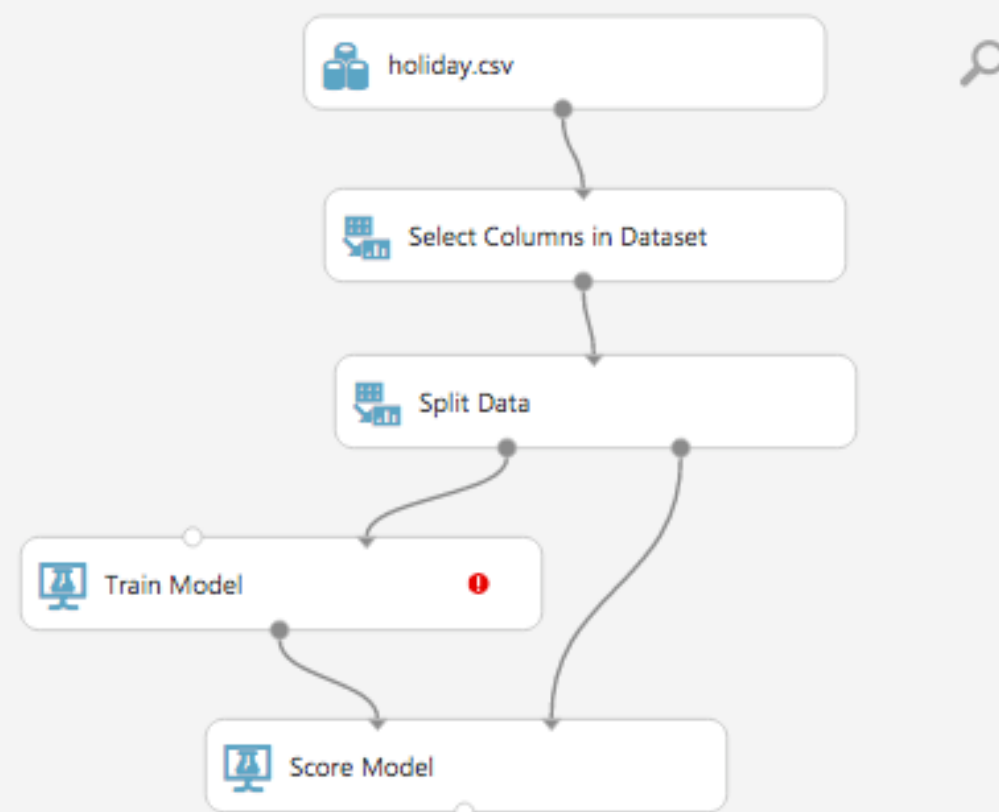 holiday.csv
Select Columns in Dataset
Split Data
Train Model
Score Model